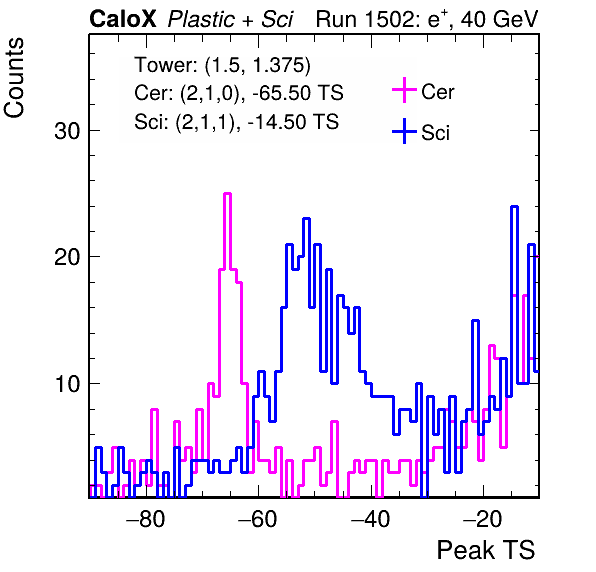 CaloX Plastic + Sci Run 1502: e+, 40 GeV
Counts
Tower: (1.5, 1.375)
Cer: (2,1,0), -65.50 TS
Sci: (2,1,1), -14.50 TS
Cer
Sci
30
20
10
−80 −60 −40 −20
Peak TS